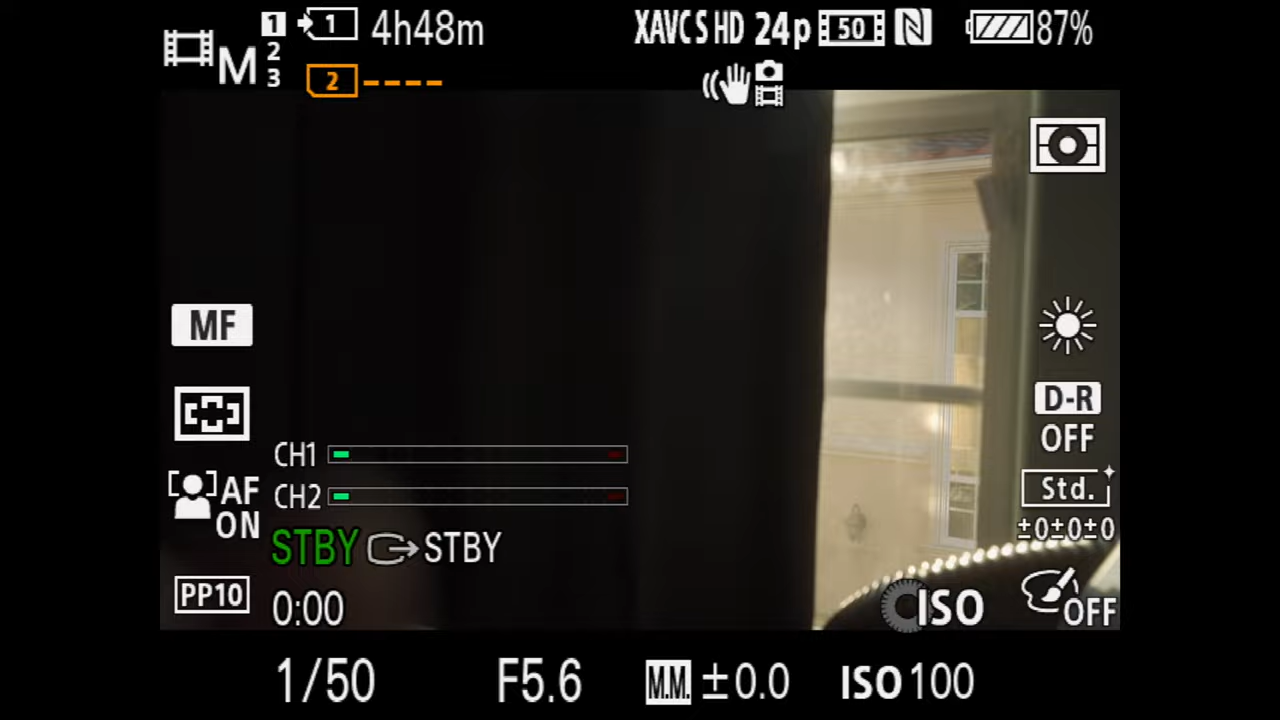 M 1 2 3 1 4h48m XAVC S HD 24p 50 N 87%
2 ----
MF
CH1
AF ON CH2
STBY STBY
PP10 0:00
D-R
OFF
Std.
±0±0±0
ISO OFF
1/50 F5.6 M.M. ±0.0 ISO 100